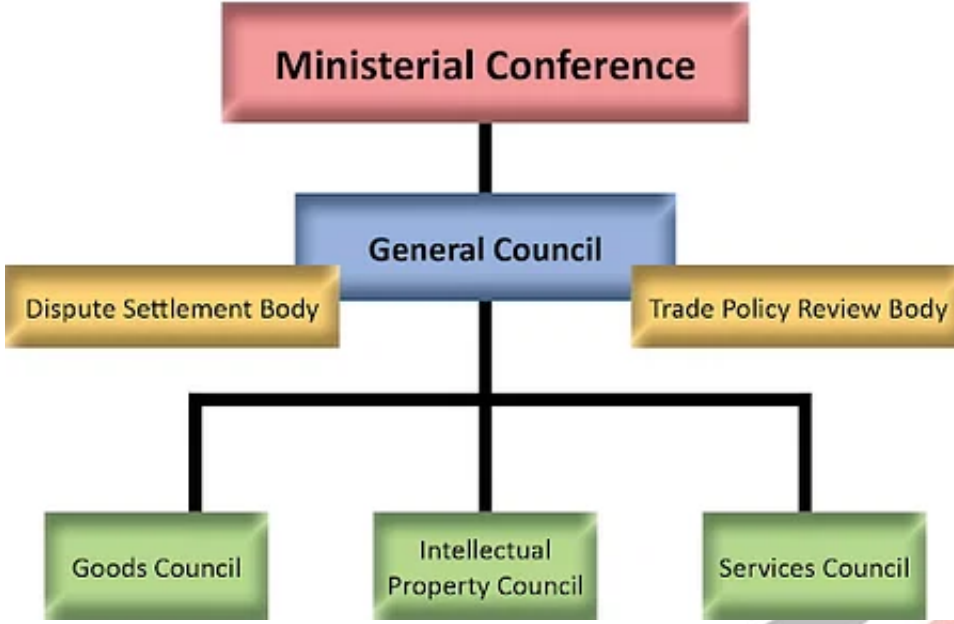 Ministerial Conference
General Council
Dispute Settlement Body
Trade Policy Review Body
Goods Council
Intellectual
Property Council
Services Council